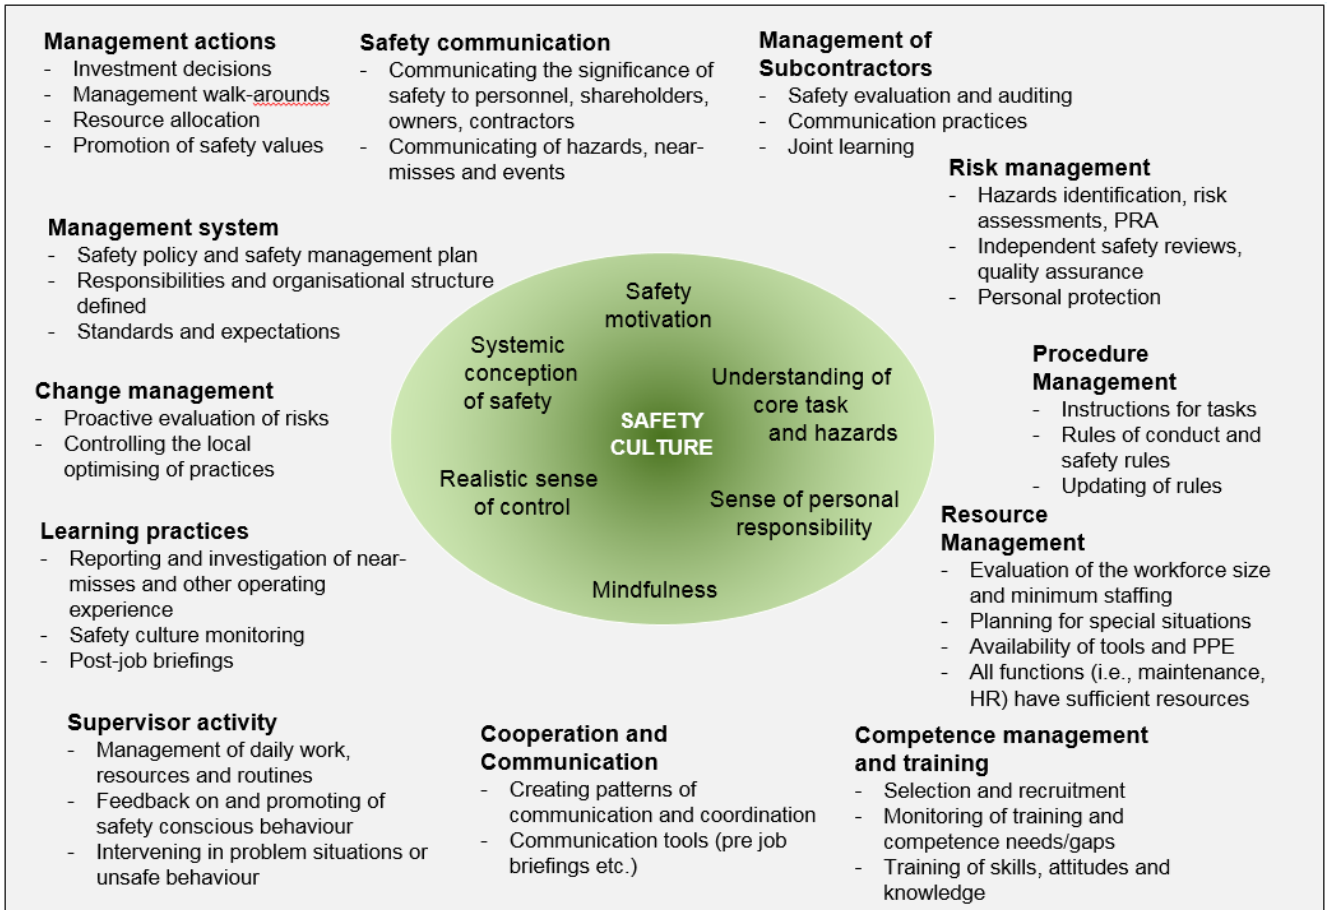 Management actions
- Investment decisions
- Management walk-arounds
- Resource allocation
- Promotion of safety values
Safety communication
- Communicating the significance of
safety to personnel, shareholders,
owners, contractors
- Communicating of hazards, near-
misses and events
Management of
Subcontractors
- Safety evaluation and auditing
- Communication practices
- Joint learning
Risk management
- Hazards identification, risk
assessments, PRA
- Independent safety reviews,
quality assurance
- Personal protection
Management system
- Safety policy and safety management plan
- Responsibilities and organisational structure
defined
- Standards and expectations
Safety
motivation
Systemic
conception
of safety
Understanding of
core task
and hazards
SAFETY
CULTURE
Realistic sense
of control
Sense of personal
responsibility
Mindfulness
Procedure
Management
- Instructions for tasks
- Rules of conduct and
safety rules
- Updating of rules
Change management
- Proactive evaluation of risks
- Controlling the local
optimising of practices
Learning practices
- Reporting and investigation of near-
misses and other operating
experience
- Safety culture monitoring
- Post-job briefings
Resource
Management
- Evaluation of the workforce size
and minimum staffing
- Planning for special situations
- Availability of tools and PPE
- All functions (i.e., maintenance,
HR) have sufficient resources
Supervisor activity
- Management of daily work,
resources and routines
- Feedback on and promoting of
safety conscious behaviour
- Intervening in problem situations or
unsafe behaviour
Cooperation and
Communication
- Creating patterns of
communication and coordination
- Communication tools (pre job
briefings etc.)
Competence management
and training
- Selection and recruitment
- Monitoring of training and
competence needs/gaps
- Training of skills, attitudes and
knowledge